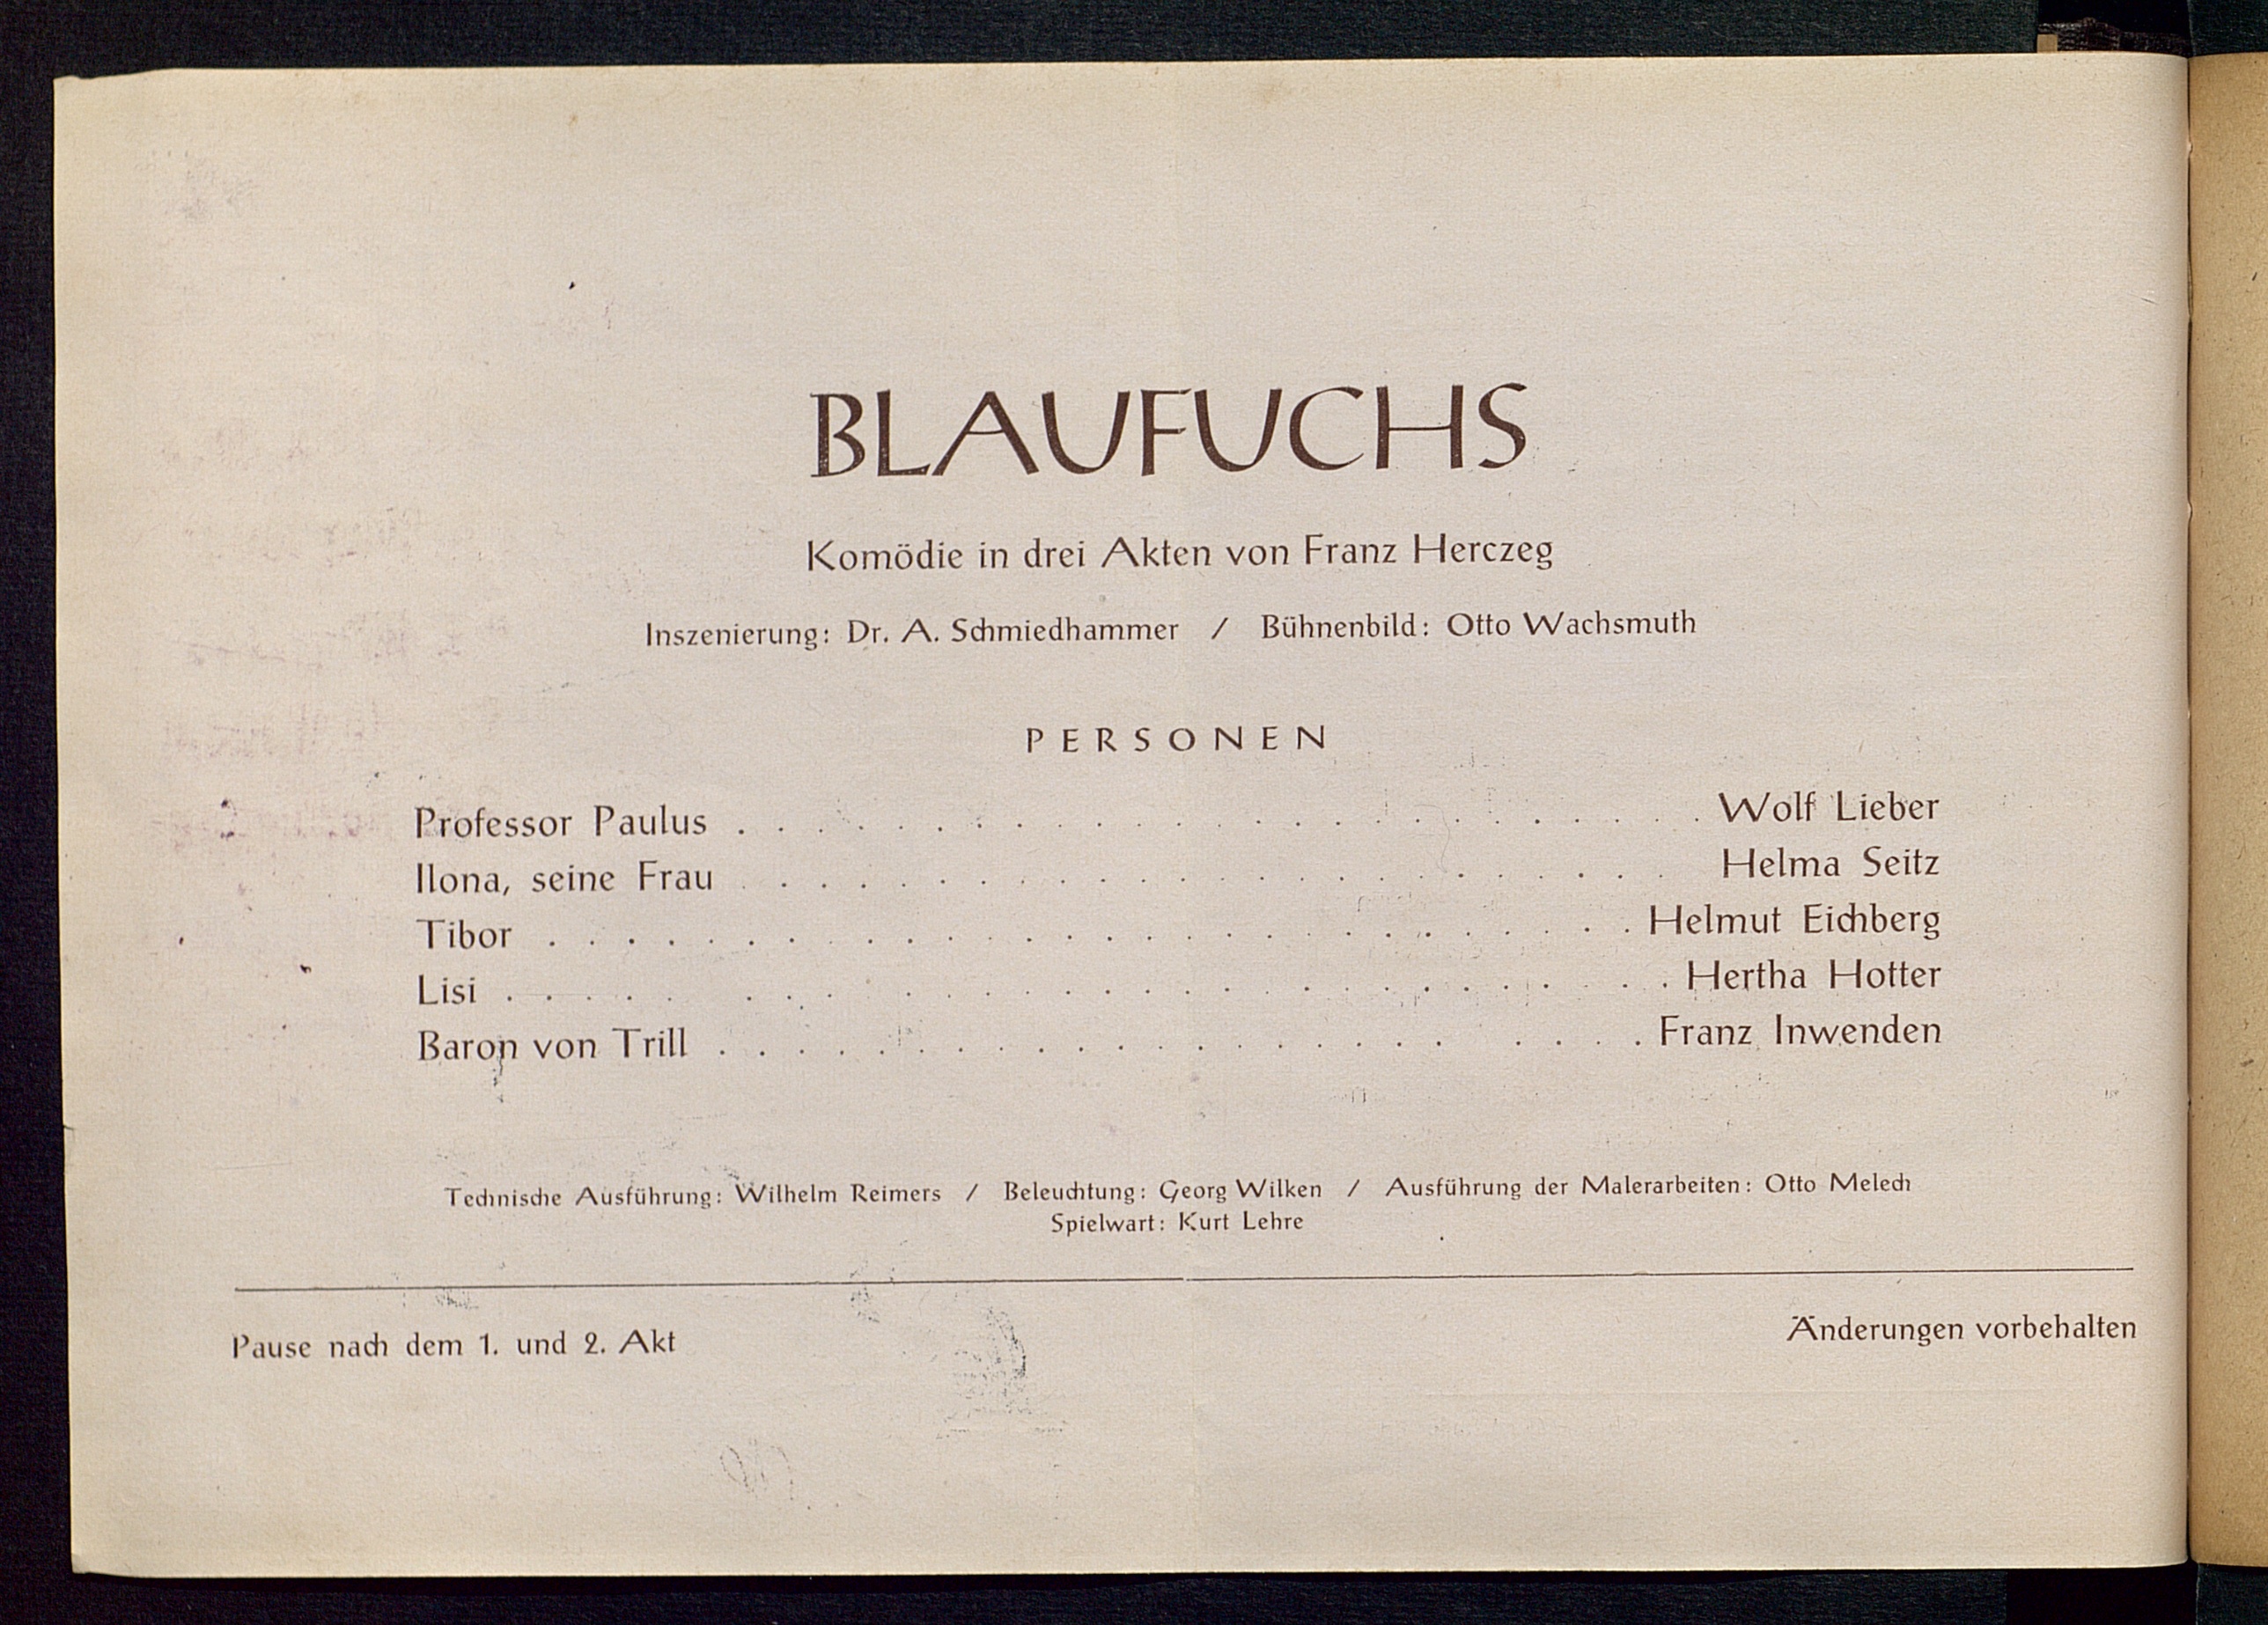 BLAUFUCHS
Komödie in drei Akten von Franz Herczeg
Inszenierung: Dr. A. Schmiedhammer / Bühnenbild: Otto Wachsmuth
PERSONEN
Professor Paulus . . . . . . . . . . . . . . . . . . . . . . . . . Wolf Lieber
Ilona, seine Frau . . . . . . . . . . . . . . . . . . . . . . . . Helma Seitz
Tibor . . . . . . . . . . . . . . . . . . . . . . . . . . . . Helmut Eichberg
Lisi . . . . . . . . . . . . . . . . . . . . . . . . . . . . Hertha Hotter
Baron von Trill . . . . . . . . . . . . . . . . . . . . . . . Franz Inwenden
Technische Ausführung: Wilhelm Reimers / Beleuchtung: Georg Wilken / Ausführung der Malerarbeiten: Otto Melech
Spielwart: Kurt Lehre
Pause nach dem 1. und 2. Akt
Änderungen vorbehalten